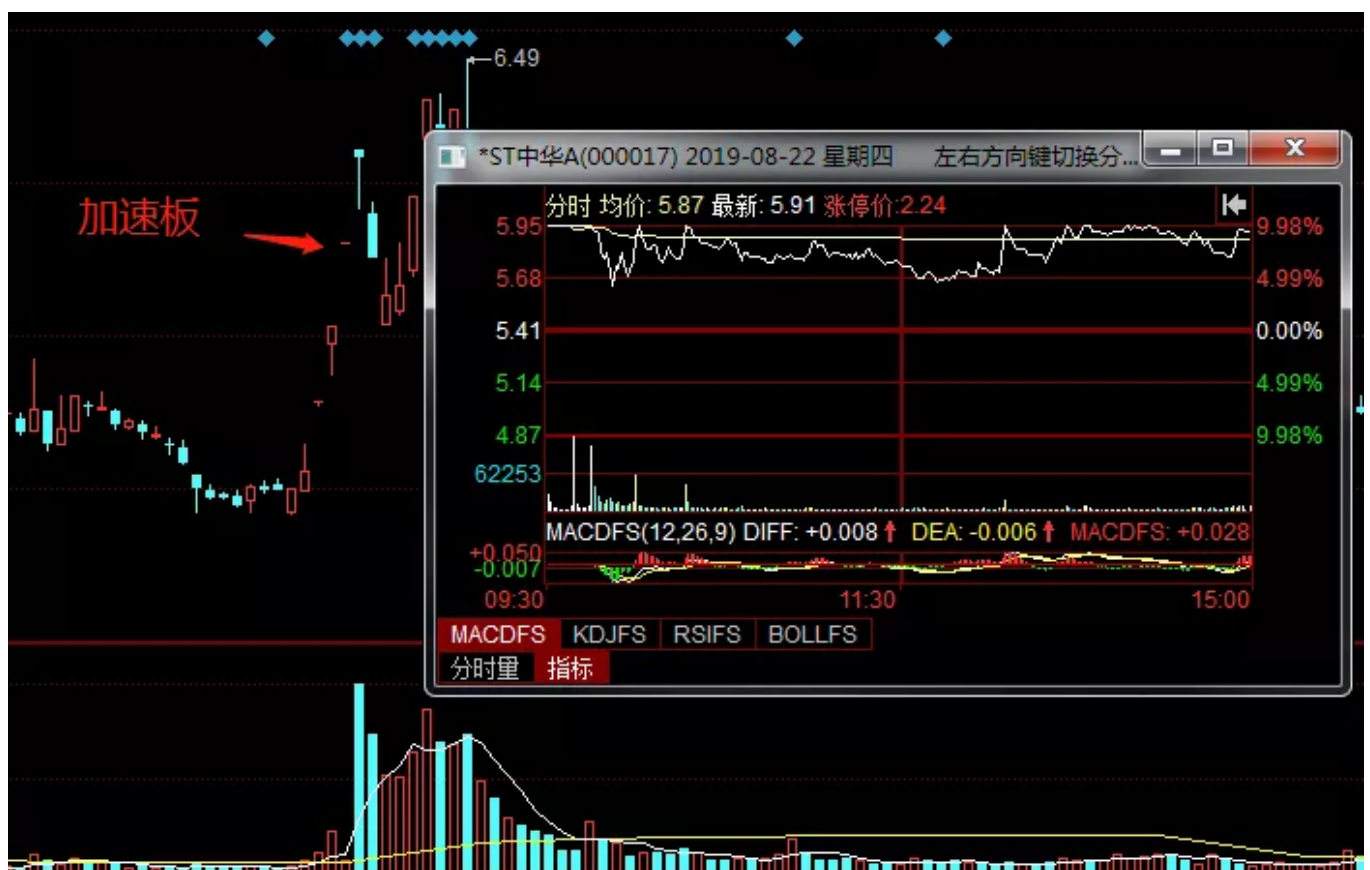 6.49
加速板
*ST中华A(000017) 2019-08-22 星期四 左右方向键切换分...
分时 均价: 5.87 最新: 5.91 涨停价:2.24
5.95 9.98%
5.68 4.99%
5.41 0.00%
5.14 4.99%
4.87 9.98%
62253
MACDFS(12,26,9) DIFF: +0.008 DEA: -0.006 MACDFS: +0.028
+0.050
-0.007
09:30 11:30 15:00
MACDFS KDJFS RSIFS BOLLFS
分时量 指标